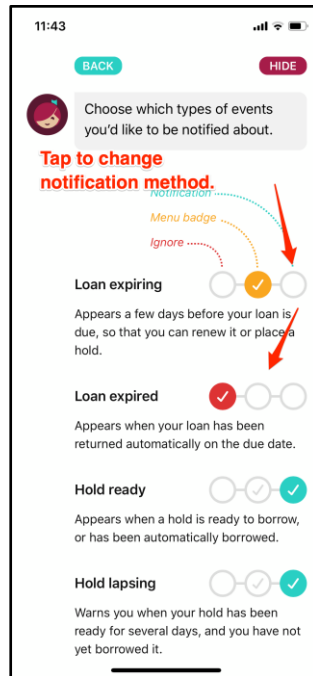 11:43
BACK
HIDE
Choose which types of events
you'd like to be notified about.
Tap to change
notification method.
Notification
Menu badge
Ignore
Loan expiring
Appears a few days before your loan is
due, so that you can renew it or place a
hold.
Loan expired
Appears when your loan has been
returned automatically on the due date.
Hold ready
Appears when a hold is ready to borrow,
or has been automatically borrowed.
Hold lapsing
Warns you when your hold has been
ready for several days, and you have not
yet borrowed it.